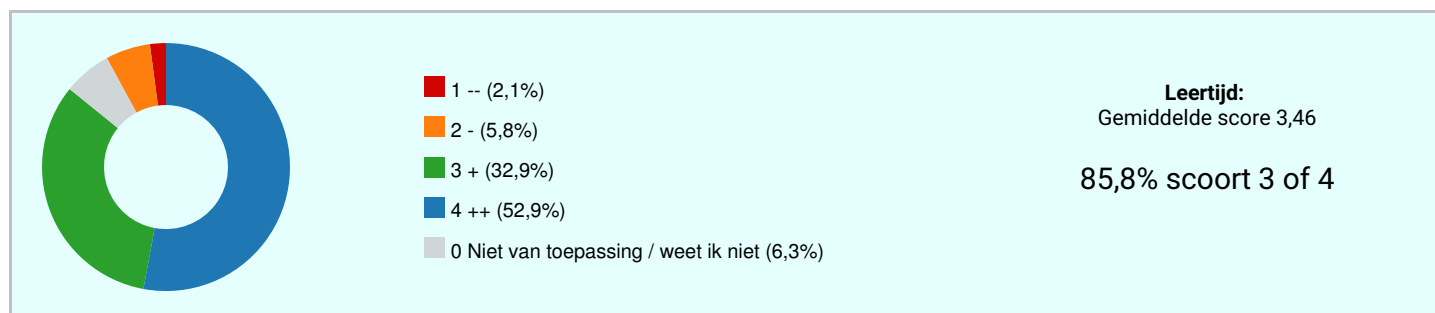 1 -- (2,1%)
2 - (5,8%)
3 + (32,9%)
4 ++ (52,9%)
0 Niet van toepassing / weet ik niet (6,3%)
Leertijd:
Gemiddelde score 3,46
85,8% scoort 3 of 4